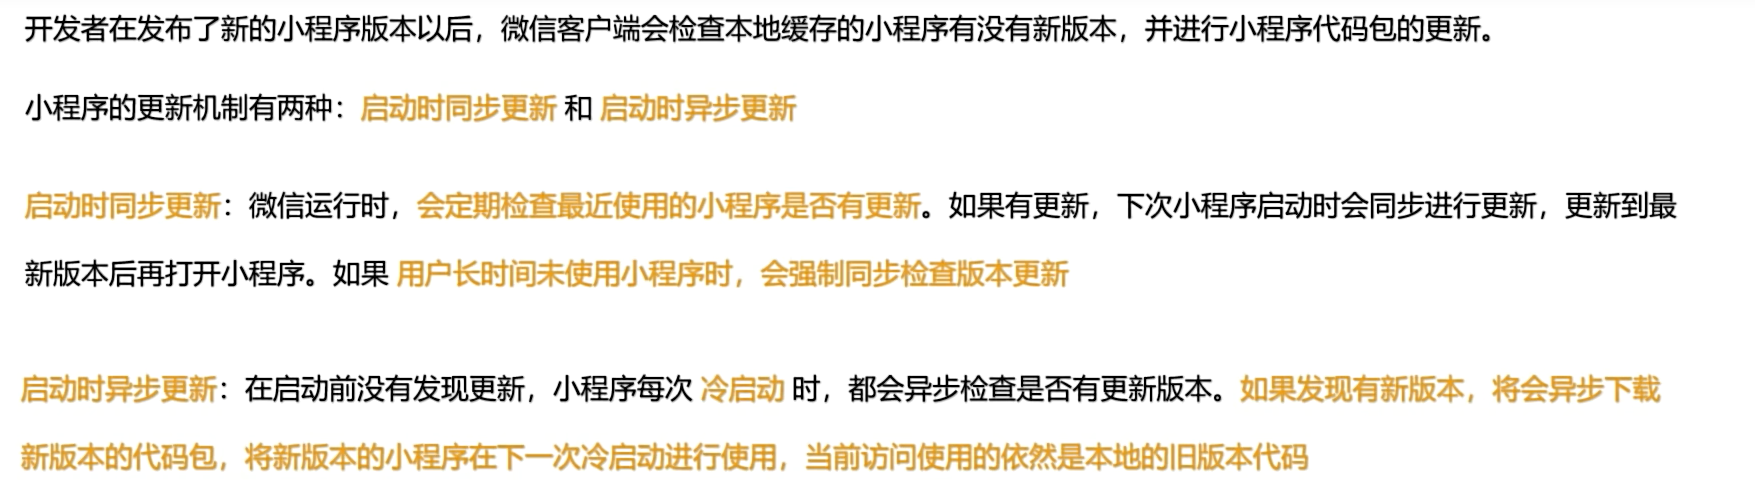 开发者在发布了新的小程序版本以后，微信客户端会检查本地缓存的小程序有没有新版本，并进行小程序代码包的更新。
小程序的更新机制有两种：启动时同步更新 和 启动时异步更新
启动时同步更新：微信运行时，会定期检查最近使用的小程序是否有更新。如果有更新，下次小程序启动时会同步进行更新，更新到最
新版本后再打开小程序。如果 用户长时间未使用小程序时，会强制同步检查版本更新
启动时异步更新：在启动前没有发现更新，小程序每次 冷启动 时，都会异步检查是否有更新版本。如果发现有新版本，将会异步下载
新版本的代码包，将新版本的小程序在下一次冷启动进行使用，当前访问使用的依然是本地的旧版本代码